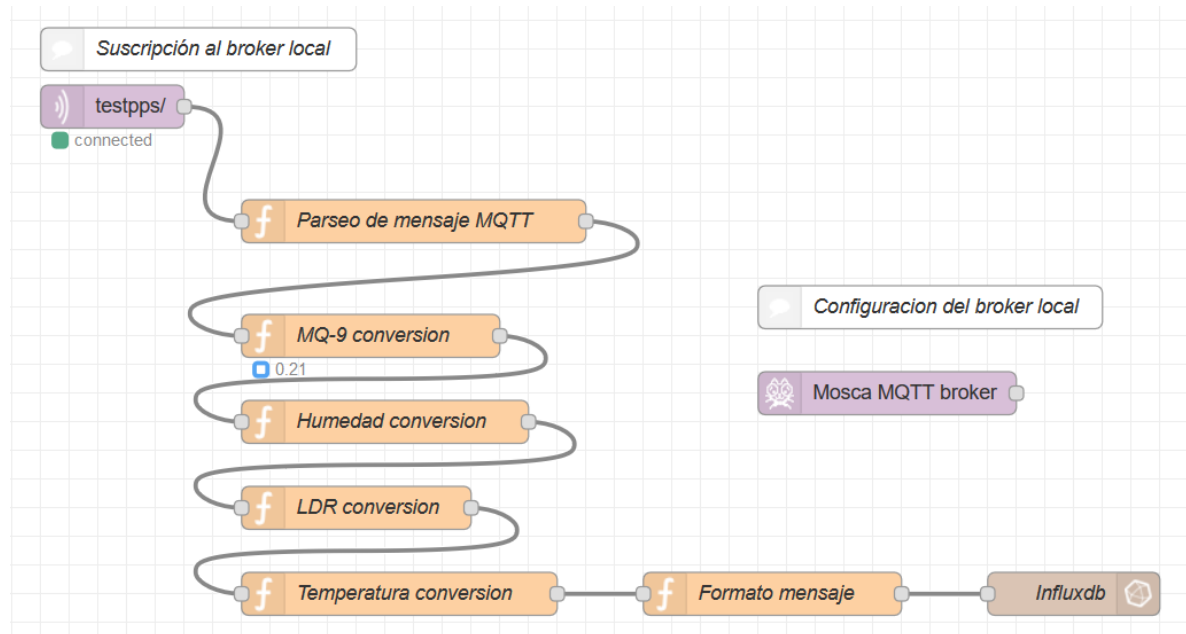 Suscripción al broker local
testpps/
connected
Parseo de mensaje MQTT
Configuracion del broker local
MQ-9 conversion
0.21
Mosca MQTT broker
Humedad conversion
LDR conversion
Temperatura conversion
Formato mensaje
Influxdb